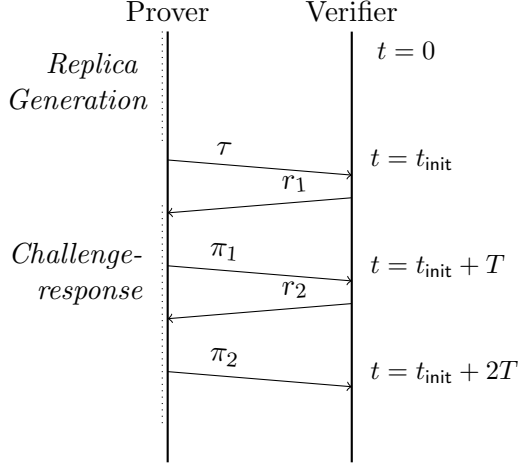 Prover Verifier
t = 0
Replica
Generation
τ
t = t_init
r_1
Challenge-
response
π_1
t = t_init + T
r_2
π_2
t = t_init + 2T